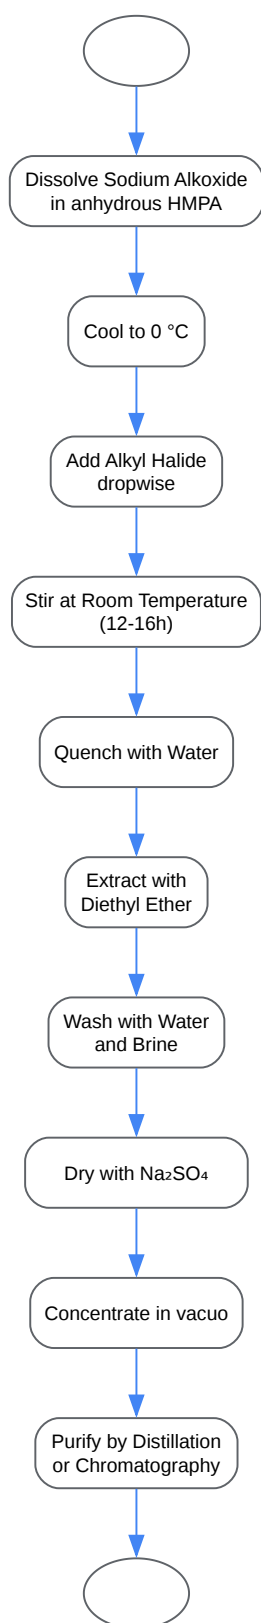 Dissolve Sodium Alkoxide
in anhydrous HMPA
Cool to 0 °C
Add Alkyl Halide
dropwise
Stir at Room Temperature
(12-16h)
Quench with Water
Extract with
Diethyl Ether
Wash with Water
and Brine
Dry with Na₂SO₄
Concentrate in vacuo
Purify by Distillation
or Chromatography